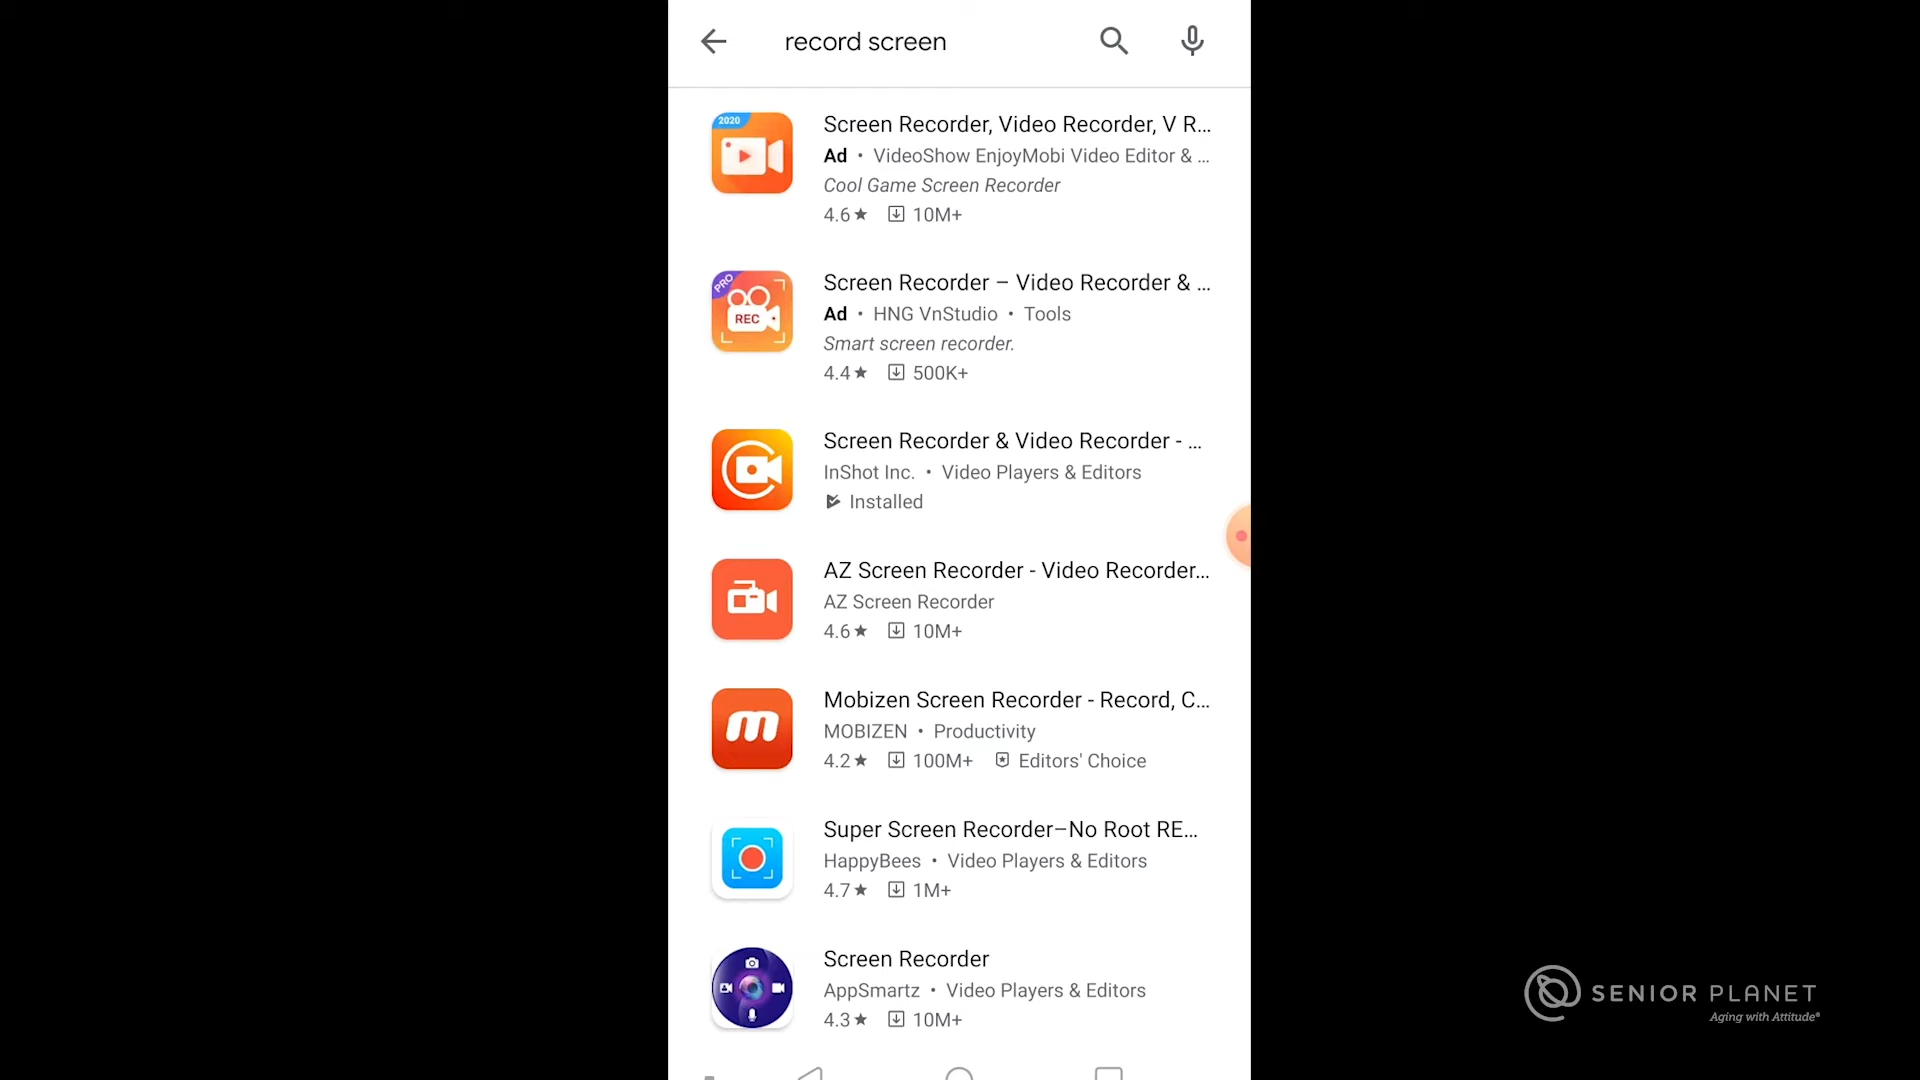 record screen
2020
Screen Recorder, Video Recorder, V R...
Ad • VideoShow EnjoyMobi Video Editor & ...
Cool Game Screen Recorder
4.6★ 10M+
PRO
REC
Screen Recorder – Video Recorder & ...
Ad • HNG VnStudio • Tools
Smart screen recorder.
4.4★ 500K+
Screen Recorder & Video Recorder - ...
InShot Inc. • Video Players & Editors
Installed
AZ Screen Recorder - Video Recorder...
AZ Screen Recorder
4.6★ 10M+
m
Mobizen Screen Recorder - Record, C...
MOBIZEN • Productivity
4.2★ 100M+ Editors' Choice
Super Screen Recorder–No Root RE...
HappyBees • Video Players & Editors
4.7★ 1M+
Screen Recorder
AppSmartz • Video Players & Editors
4.3★ 10M+
SENIOR PLANET
Aging with Attitude®